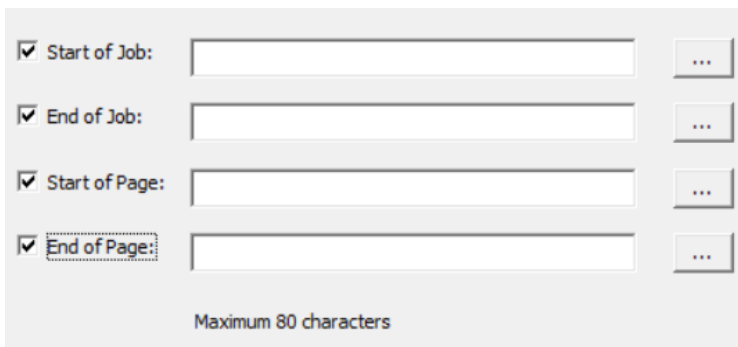 Start of Job: ...
End of Job: ...
Start of Page: ...
End of Page: ...
Maximum 80 characters